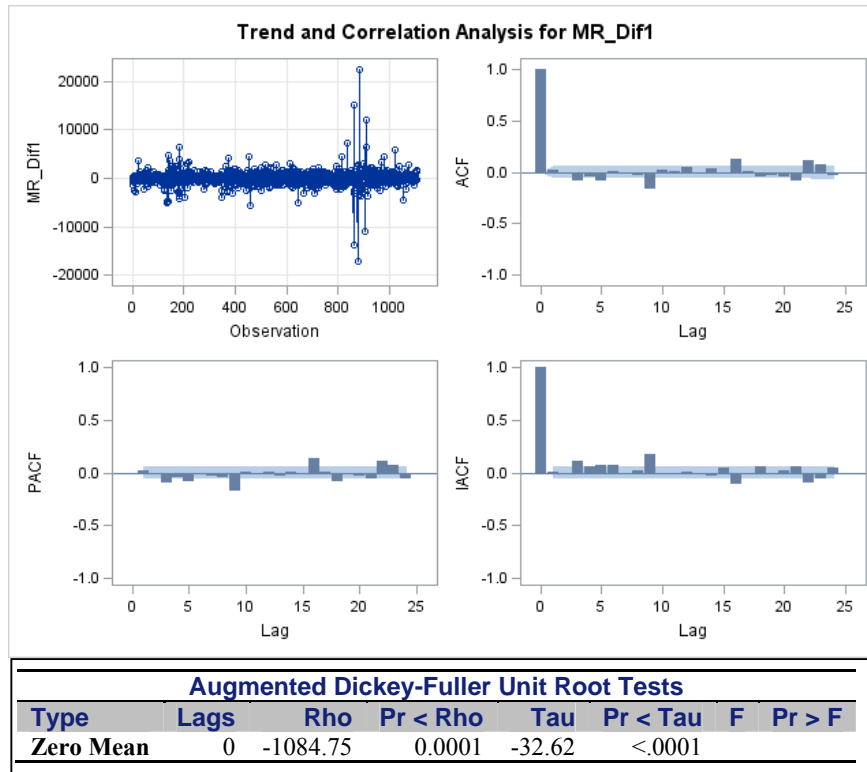 Trend and Correlation Analysis for MR_Dif1
20000
10000
0
-10000
-20000
MR_Dif1
0 200 400 600 800 1000
Observation
1.0
0.5
0.0
-0.5
-1.0
ACF
0 5 10 15 20 25
Lag
1.0
0.5
0.0
-0.5
-1.0
PACF
0 5 10 15 20 25
Lag
1.0
0.5
0.0
-0.5
-1.0
IACF
0 5 10 15 20 25
Lag
Augmented Dickey-Fuller Unit Root Tests
Type Lags Rho Pr < Rho Tau Pr < Tau F Pr > F
Zero Mean 0 -1084.75 0.0001 -32.62 <.0001